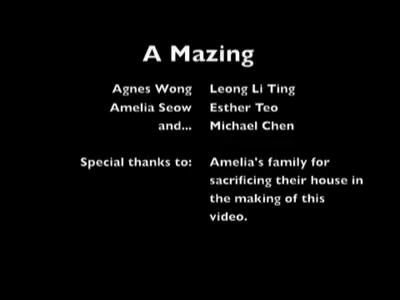 A Mazing
Agnes Wong Leong Li Ting
Amelia Seow Esther Teo
and... Michael Chen
Special thanks to: Amelia's family for
sacrificing their house in
the making of this
video.